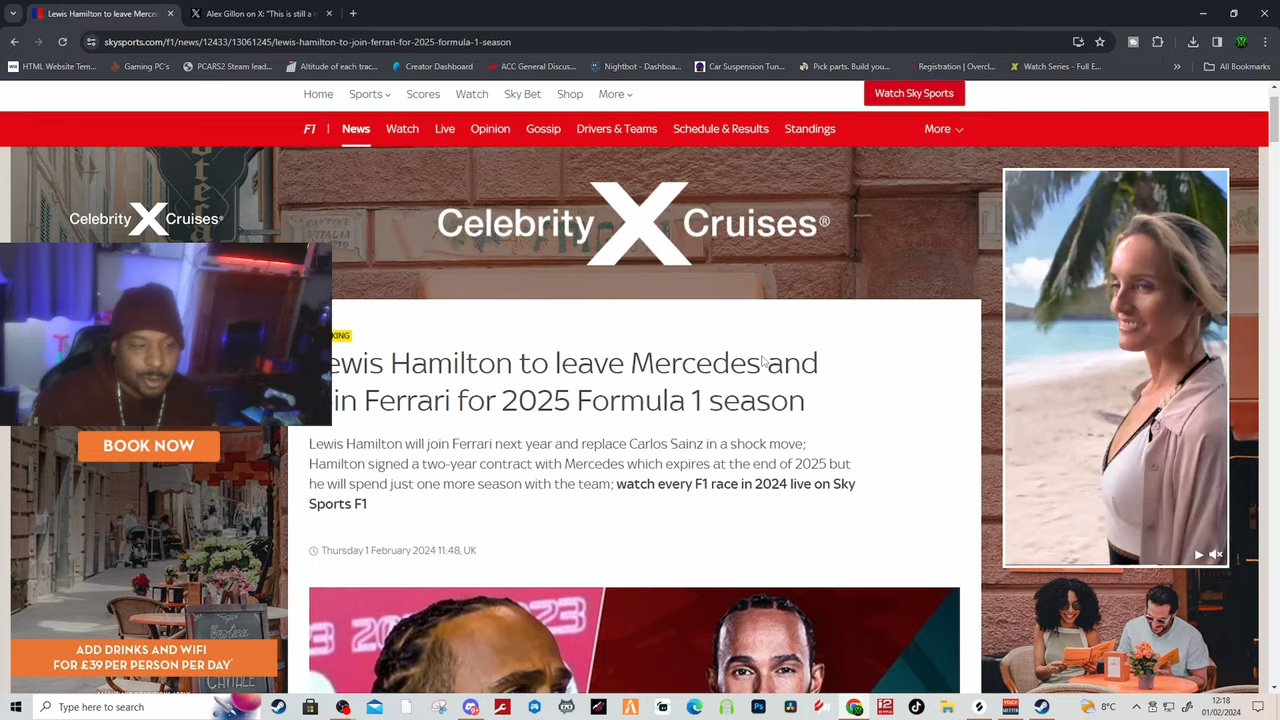 Lewis Hamilton to leave Merc
Alex Gillon on X: "This is still a
skysports.com/f1/news/12433/13061245/lewis-hamilton-to-join-ferrari-for-2025-formula-1-season
HTML Website Tem... Gaming PC's PCARS2 Steam lead... Altitude of each trac... Creator Dashboard ACC General Discus... Nightbot - Dashboa... Car Suspension Tun... Pick parts. Build you... Registration | Overcl... Watch Series - Full E... » All Bookmarks
Home Sports Scores Watch Sky Bet Shop More Watch Sky Sports
F1 | News Watch Live Opinion Gossip Drivers & Teams Schedule & Results Standings More
Celebrity X Cruises®
Celebrity X Cruises®
KING
ewis Hamilton to leave Mercedes and
in Ferrari for 2025 Formula 1 season
BOOK NOW
Lewis Hamilton will join Ferrari next year and replace Carlos Sainz in a shock move;
Hamilton signed a two-year contract with Mercedes which expires at the end of 2025 but
he will spend just one more season with the team; watch every F1 race in 2024 live on Sky
Sports F1
Thursday 1 February 2024 11:48, UK
ADD DRINKS AND WIFI
FOR £39 PER PERSON PER DAY*
Type here to search
8°C
12:18
01/02/2024